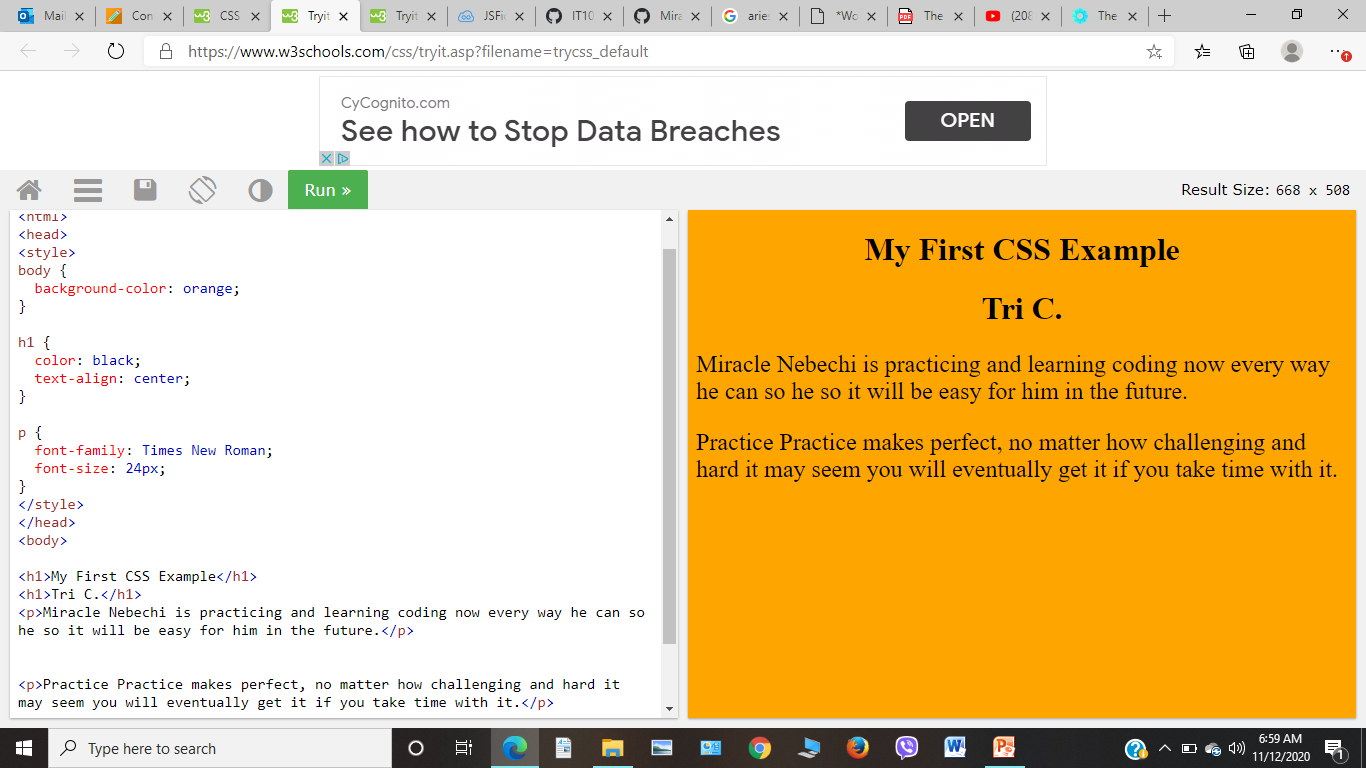 Mail
Con
CSS
Tryit
Tryit
JSFi
IT10
Mira
aries
*Wo
The
(208
The
https://www.w3schools.com/css/tryit.asp?filename=trycss_default
CyCognito.com
See how to Stop Data Breaches
OPEN
Run »
Result Size: 668 x 508
<html>
<head>
<style>
body {
background-color: orange;
}
h1 {
color: black;
text-align: center;
}
p {
font-family: Times New Roman;
font-size: 24px;
}
</style>
</head>
<body>
<h1>My First CSS Example</h1>
<h1>Tri C.</h1>
<p>Miracle Nebechi is practicing and learning coding now every way he can so
he so it will be easy for him in the future.</p>
<p>Practice Practice makes perfect, no matter how challenging and hard it
may seem you will eventually get it if you take time with it.</p>
My First CSS Example
Tri C.
Miracle Nebechi is practicing and learning coding now every way
he can so he so it will be easy for him in the future.
Practice Practice makes perfect, no matter how challenging and
hard it may seem you will eventually get it if you take time with it.
Type here to search
6:59 AM
11/12/2020
1